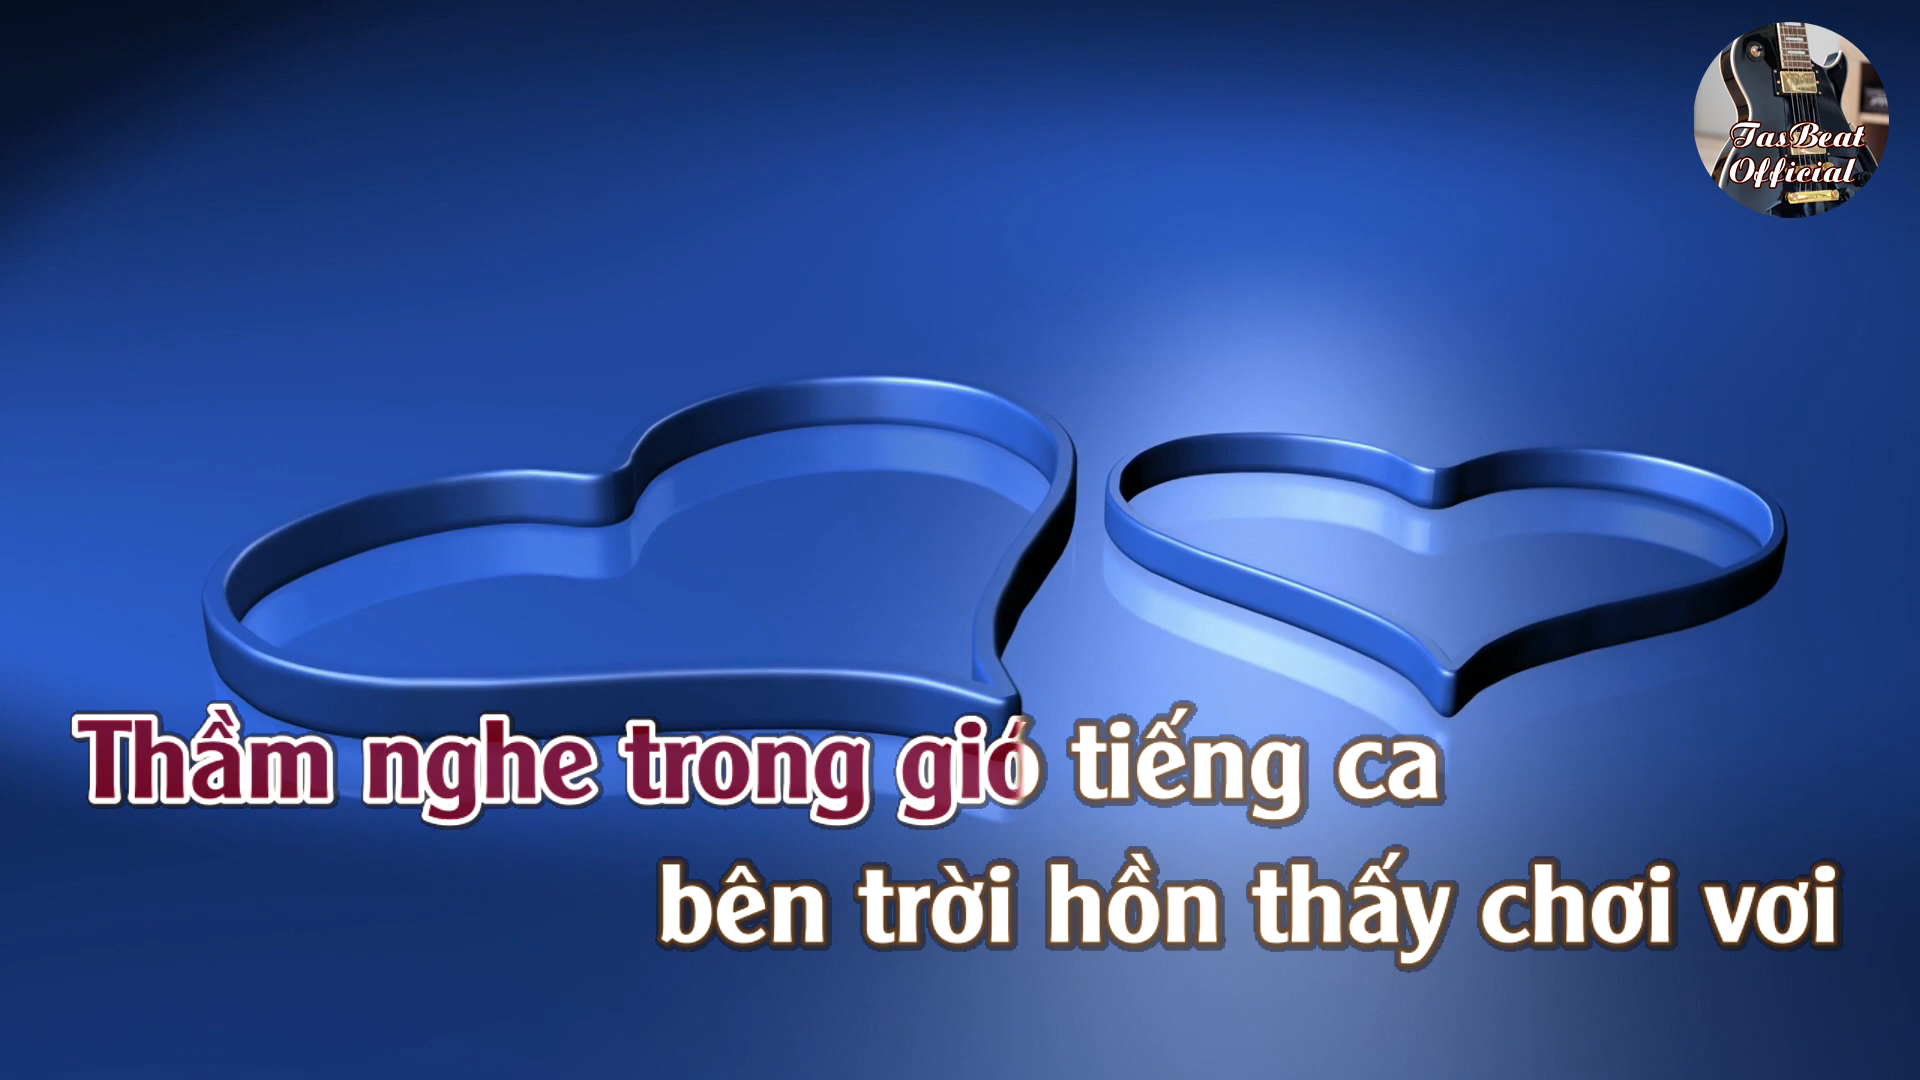 TasBeat
Official
Thầm nghe trong gió tiếng ca
bên trời hồn thấy chơi vơi